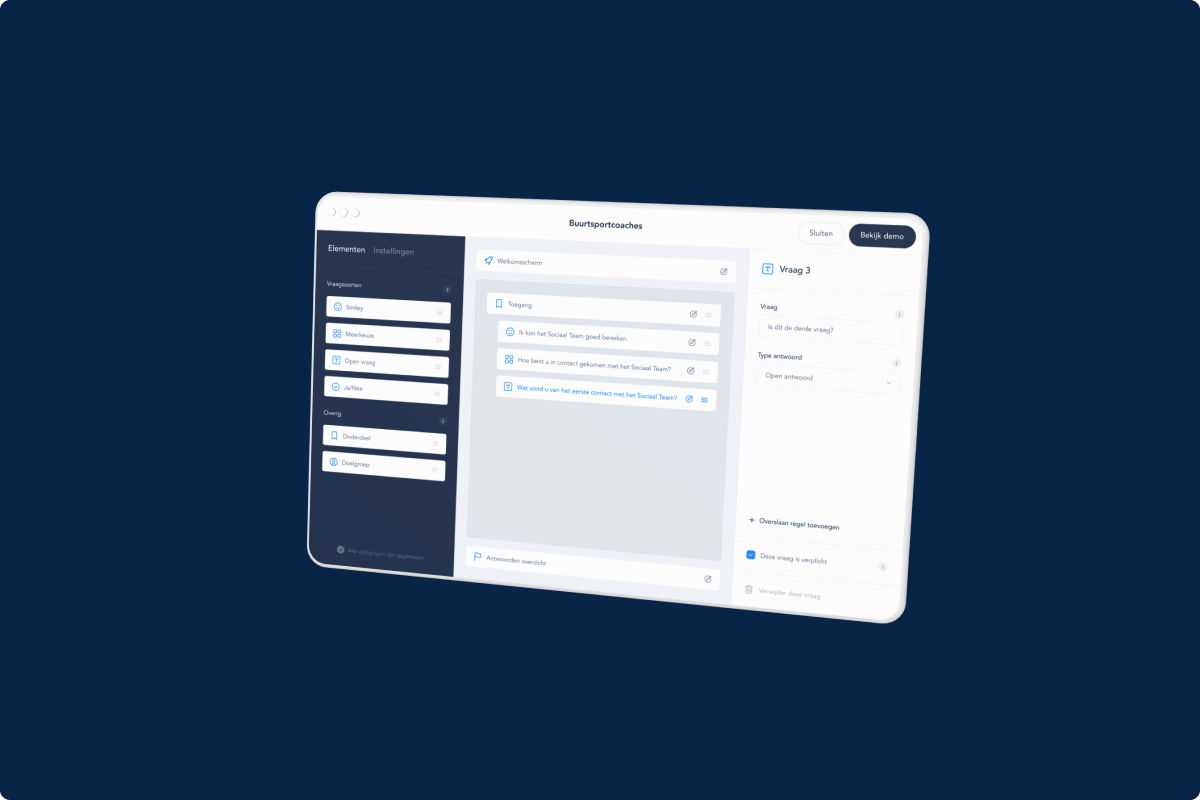 Buurtsportcoaches
Sluiten
Bekijk demo
Elementen
Instellingen
Vraagsoorten
Smiley
Meerkeuze
Open vraag
Ja/Nee
Overig
Onderdeel
Doelgroep
Alle wijzigingen zijn opgeslagen
Welkomsscherm
Toegang
Ik kon het Sociaal Team goed bereiken.
Hoe bent u in contact gekomen met het Sociaal Team?
Wat vond u van het eerste contact met het Sociaal Team?
Antwoorden overzicht
Vraag 3
Vraag
Is dit de derde vraag?
Type antwoord
Open antwoord
Overslaan regel toevoegen
Deze vraag is verplicht
Verwijder deze vraag